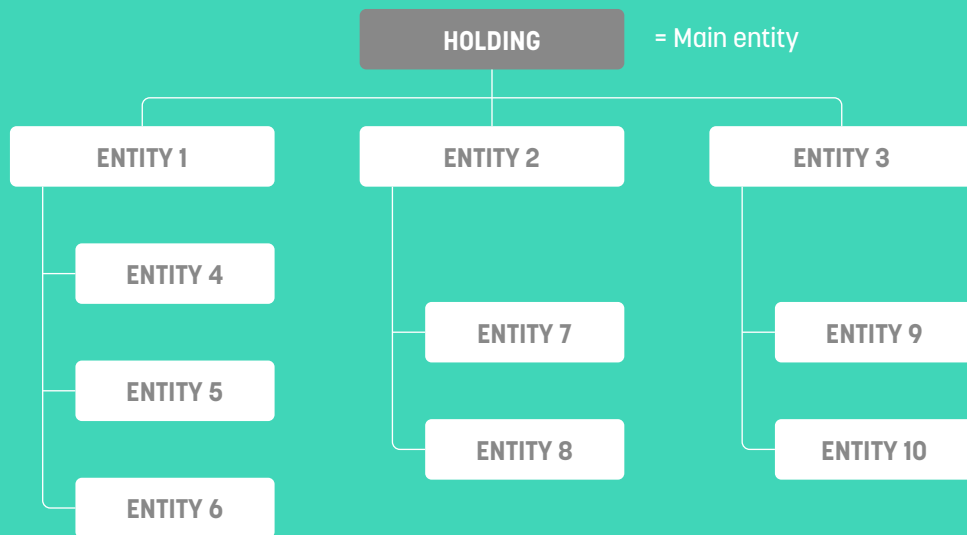 HOLDING
= Main entity
ENTITY 1
ENTITY 2
ENTITY 3
ENTITY 4
ENTITY 7
ENTITY 9
ENTITY 5
ENTITY 8
ENTITY 10
ENTITY 6